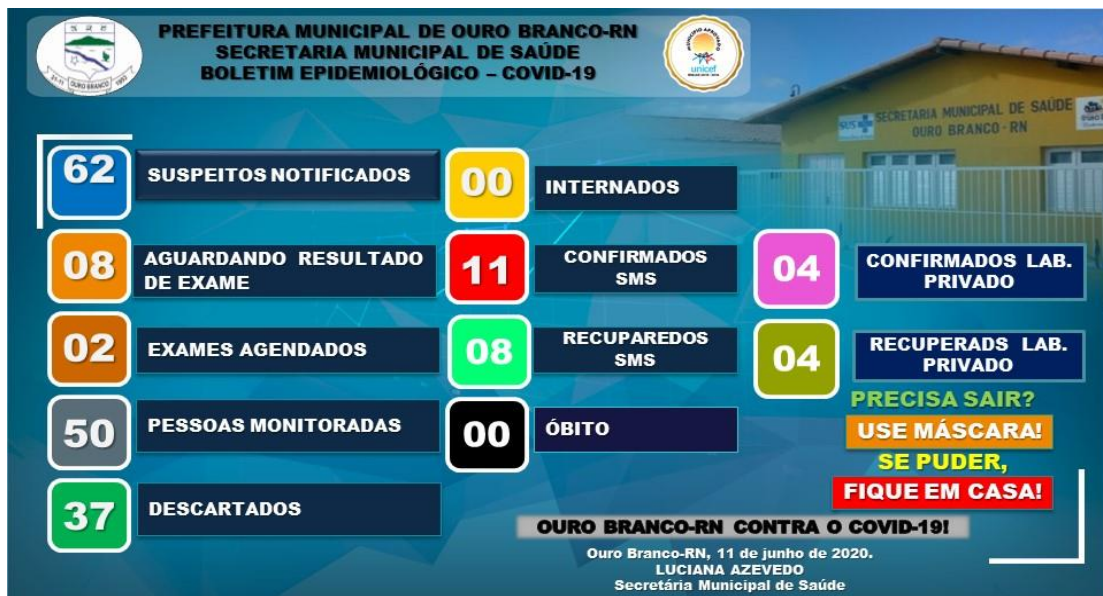 PREFEITURA MUNICIPAL DE OURO BRANCO-RN
SECRETARIA MUNICIPAL DE SAÚDE
BOLETIM EPIDEMIOLÓGICO – COVID-19
OURO BRANCO
unicef
SUS
SECRETARIA MUNICIPAL DE SAÚDE
OURO BRANCO - RN
62
SUSPEITOS NOTIFICADOS
00
INTERNADOS
08
AGUARDANDO RESULTADO
DE EXAME
11
CONFIRMADOS
SMS
04
CONFIRMADOS LAB.
PRIVADO
02
EXAMES AGENDADOS
08
RECUPAREDOS
SMS
04
RECUPERADS LAB.
PRIVADO
50
PESSOAS MONITORADAS
00
ÓBITO
37
DESCARTADOS
PRECISA SAIR?
USE MÁSCARA!
SE PUDER,
FIQUE EM CASA!
OURO BRANCO-RN CONTRA O COVID-19!
Ouro Branco-RN, 11 de junho de 2020.
LUCIANA AZEVEDO
Secretária Municipal de Saúde